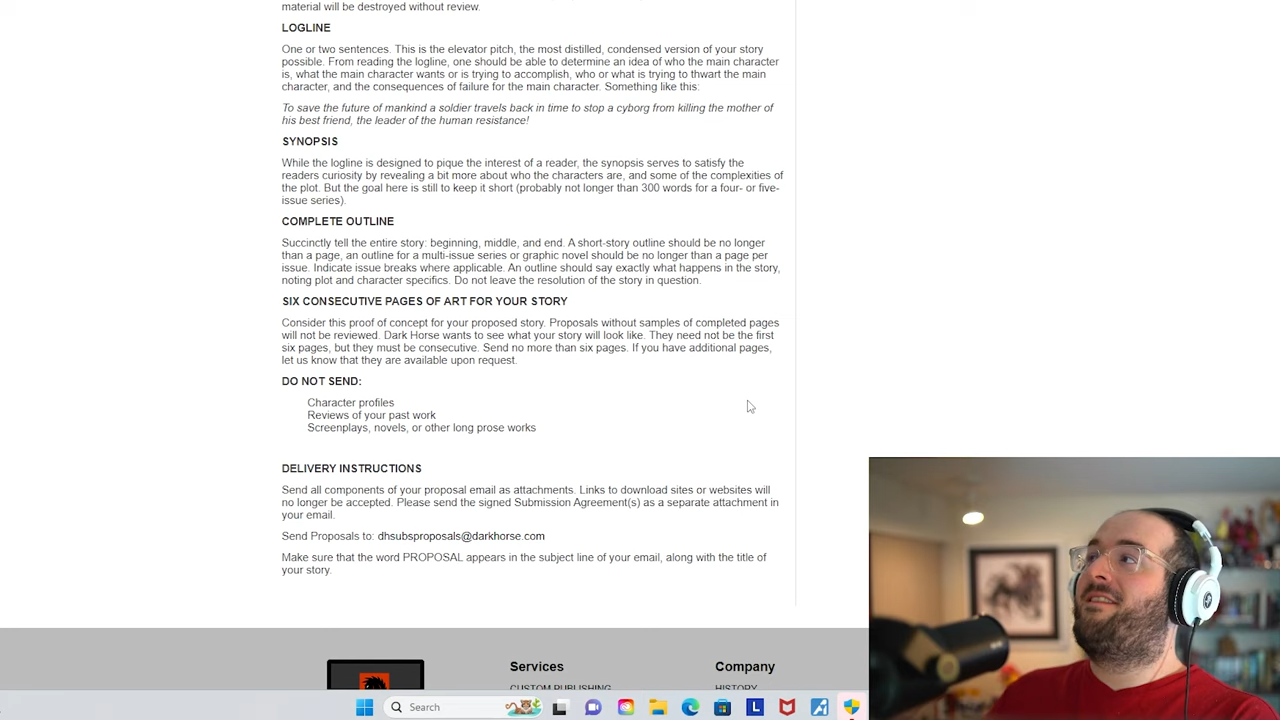 material will be destroyed without review.
LOGLINE
One or two sentences. This is the elevator pitch, the most distilled, condensed version of your story
possible. From reading the logline, one should be able to determine an idea of who the main character
is, what the main character wants or is trying to accomplish, who or what is trying to thwart the main
character, and the consequences of failure for the main character. Something like this:
To save the future of mankind a soldier travels back in time to stop a cyborg from killing the mother of
his best friend, the leader of the human resistance!
SYNOPSIS
While the logline is designed to pique the interest of a reader, the synopsis serves to satisfy the
readers curiosity by revealing a bit more about who the characters are, and some of the complexities of
the plot. But the goal here is still to keep it short (probably not longer than 300 words for a four- or five-
issue series).
COMPLETE OUTLINE
Succinctly tell the entire story: beginning, middle, and end. A short-story outline should be no longer
than a page, an outline for a multi-issue series or graphic novel should be no longer than a page per
issue. Indicate issue breaks where applicable. An outline should say exactly what happens in the story,
noting plot and character specifics. Do not leave the resolution of the story in question.
SIX CONSECUTIVE PAGES OF ART FOR YOUR STORY
Consider this proof of concept for your proposed story. Proposals without samples of completed pages
will not be reviewed. Dark Horse wants to see what your story will look like. They need not be the first
six pages, but they must be consecutive. Send no more than six pages. If you have additional pages,
let us know that they are available upon request.
DO NOT SEND:
Character profiles
Reviews of your past work
Screenplays, novels, or other long prose works
DELIVERY INSTRUCTIONS
Send all components of your proposal email as attachments. Links to download sites or websites will
no longer be accepted. Please send the signed Submission Agreement(s) as a separate attachment in
your email.
Send Proposals to: dhsubsproposals@darkhorse.com
Make sure that the word PROPOSAL appears in the subject line of your email, along with the title of
your story.
Services
Company
CUSTOM PUBLISHING
HISTORY
Search